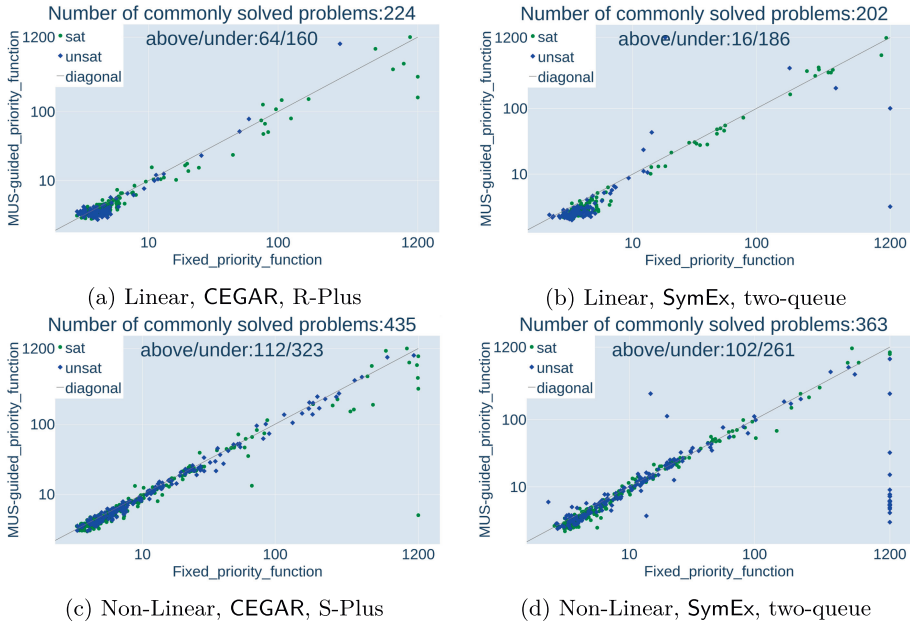 Number of commonly solved problems:224
above/under:64/160
1200
sat
unsat
diagonal
100
10
MUS-guided_priority_function
10
100
1200
Fixed_priority_function
(a) Linear, CEGAR, R-Plus
Number of commonly solved problems:202
above/under:16/186
1200
sat
unsat
diagonal
100
10
MUS-guided_priority_function
10
100
1200
Fixed_priority_function
(b) Linear, SymEx, two-queue
Number of commonly solved problems:435
above/under:112/323
1200
sat
unsat
diagonal
100
10
MUS-guided_priority_function
10
100
1200
Fixed_priority_function
(c) Non-Linear, CEGAR, S-Plus
Number of commonly solved problems:363
above/under:102/261
1200
sat
unsat
diagonal
100
10
MUS-guided_priority_function
10
100
1200
Fixed_priority_function
(d) Non-Linear, SymEx, two-queue